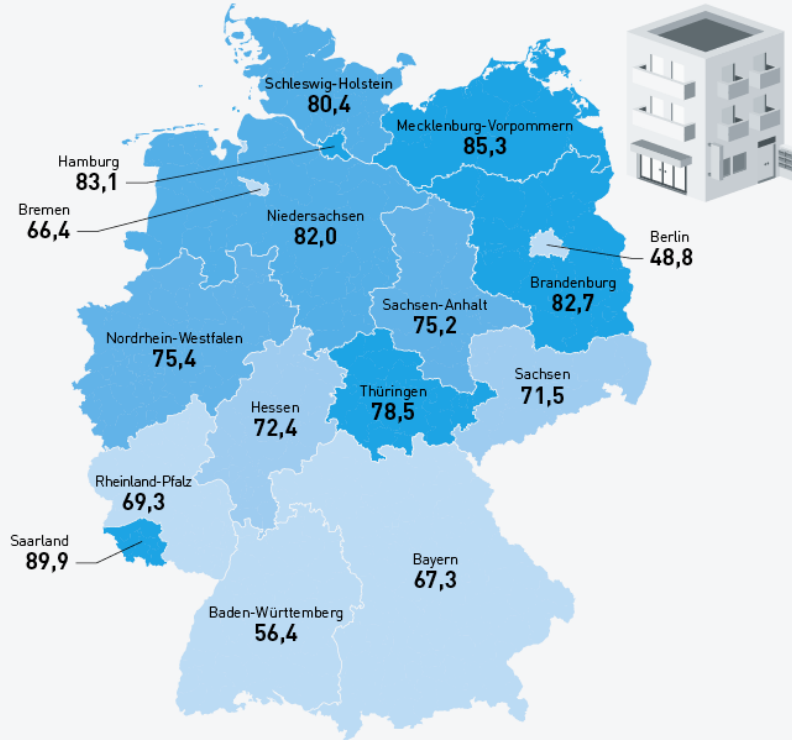 Schleswig-Holstein
80,4
Mecklenburg-Vorpommern
85,3
Hamburg
83,1
Bremen
66,4
Niedersachsen
82,0
Berlin
48,8
Brandenburg
82,7
Sachsen-Anhalt
75,2
Nordrhein-Westfalen
75,4
Sachsen
71,5
Thüringen
78,5
Hessen
72,4
Rheinland-Pfalz
69,3
Saarland
89,9
Bayern
67,3
Baden-Württemberg
56,4